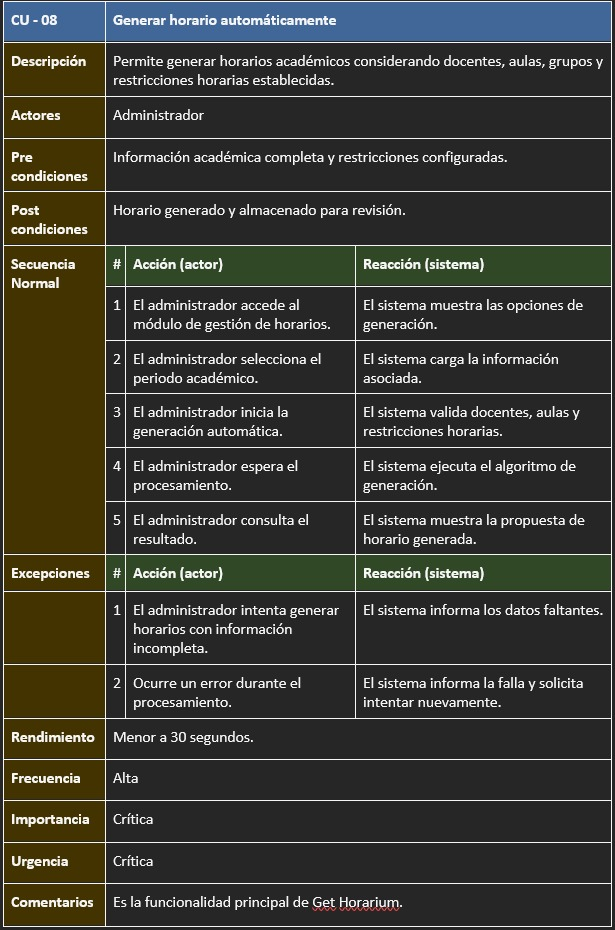 CU - 08
Generar horario automáticamente
Descripción
Permite generar horarios académicos considerando docentes, aulas, grupos y
restricciones horarias establecidas.
Actores
Administrador
Pre
condiciones
Información académica completa y restricciones configuradas.
Post
condiciones
Horario generado y almacenado para revisión.
Secuencia
Normal
# Acción (actor) Reacción (sistema)
1 El administrador accede al
módulo de gestión de horarios.
El sistema muestra las opciones de
generación.
2 El administrador selecciona el
periodo académico.
El sistema carga la información
asociada.
3 El administrador inicia la
generación automática.
El sistema valida docentes, aulas y
restricciones horarias.
4 El administrador espera el
procesamiento.
El sistema ejecuta el algoritmo de
generación.
5 El administrador consulta el
resultado.
El sistema muestra la propuesta de
horario generada.
Excepciones
# Acción (actor) Reacción (sistema)
1 El administrador intenta generar
horarios con información
incompleta.
El sistema informa los datos faltantes.
2 Ocurre un error durante el
procesamiento.
El sistema informa la falla y solicita
intentar nuevamente.
Rendimiento
Menor a 30 segundos.
Frecuencia
Alta
Importancia
Crítica
Urgencia
Crítica
Comentarios
Es la funcionalidad principal de Get Horarium.